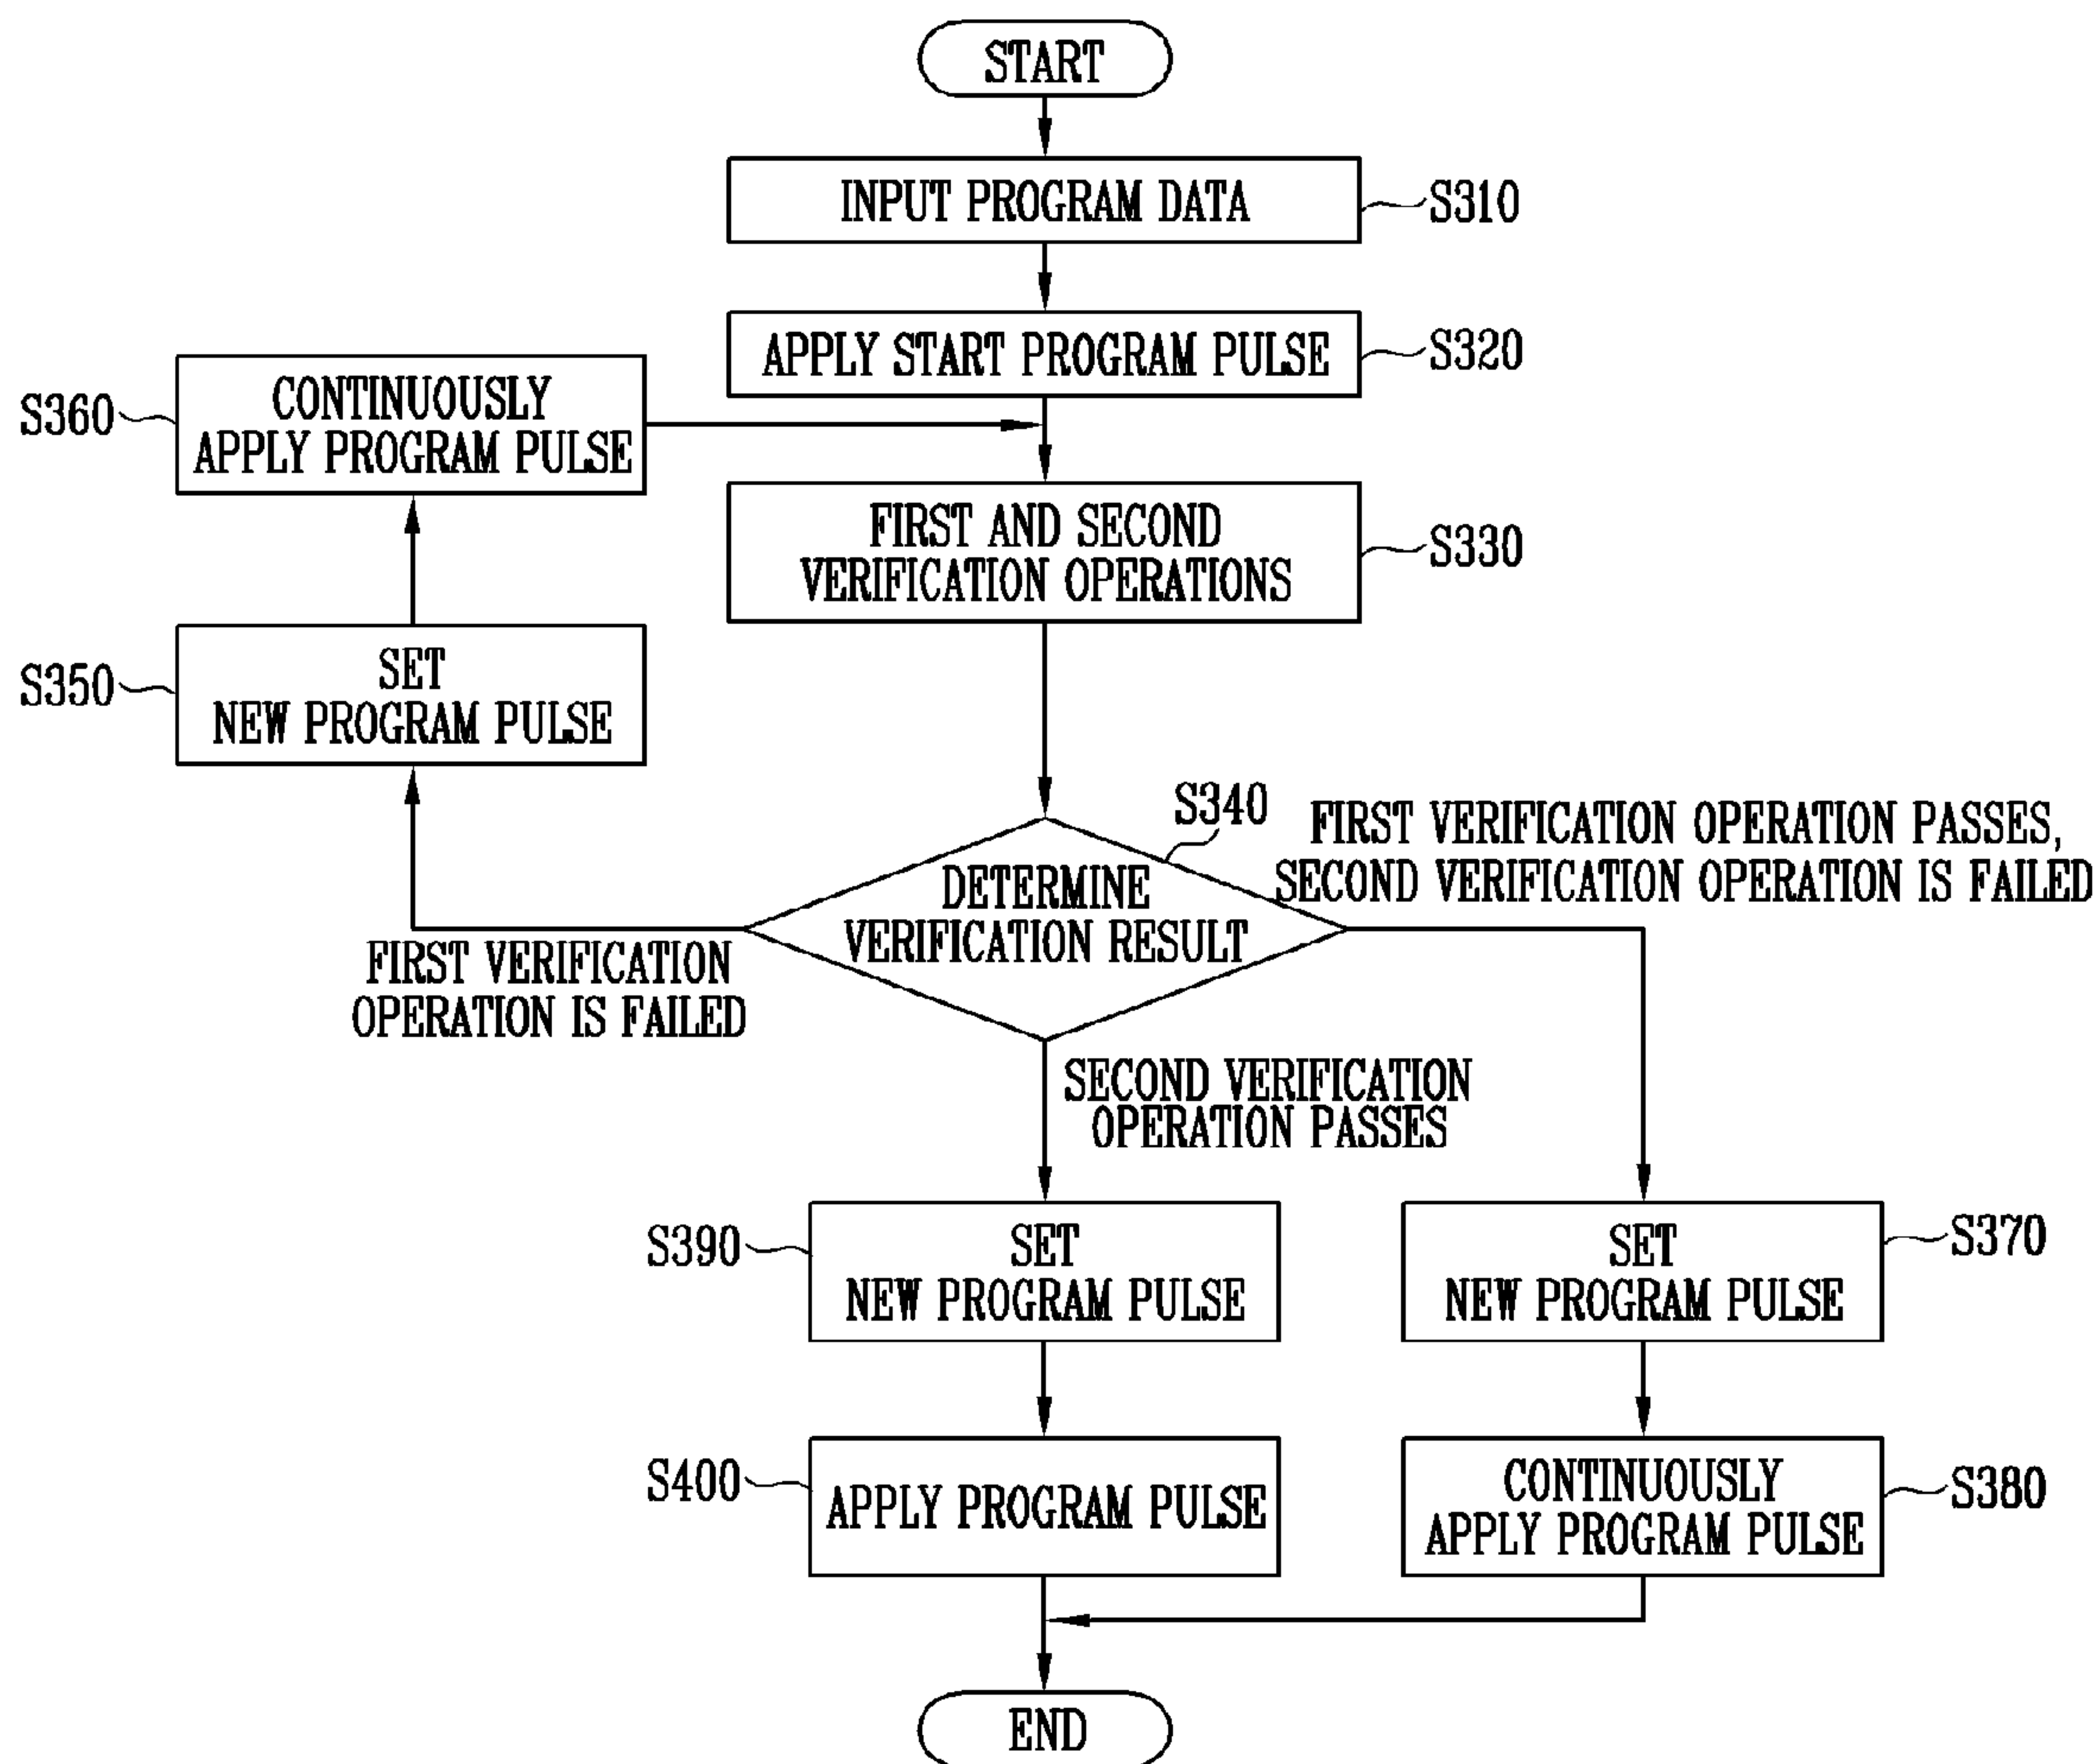 START
INPUT PROGRAM DATA
S310
APPLY START PROGRAM PULSE
S320
S360
CONTINUOUSLY
APPLY PROGRAM PULSE
FIRST AND SECOND
VERIFICATION OPERATIONS
S330
S350
SET
NEW PROGRAM PULSE
S340
DETERMINE
VERIFICATION RESULT
FIRST VERIFICATION OPERATION PASSES,
SECOND VERIFICATION OPERATION IS FAILED
FIRST VERIFICATION
OPERATION IS FAILED
SECOND VERIFICATION
OPERATION PASSES
S390
SET
NEW PROGRAM PULSE
SET
NEW PROGRAM PULSE
S370
S400
APPLY PROGRAM PULSE
CONTINUOUSLY
APPLY PROGRAM PULSE
S380
END